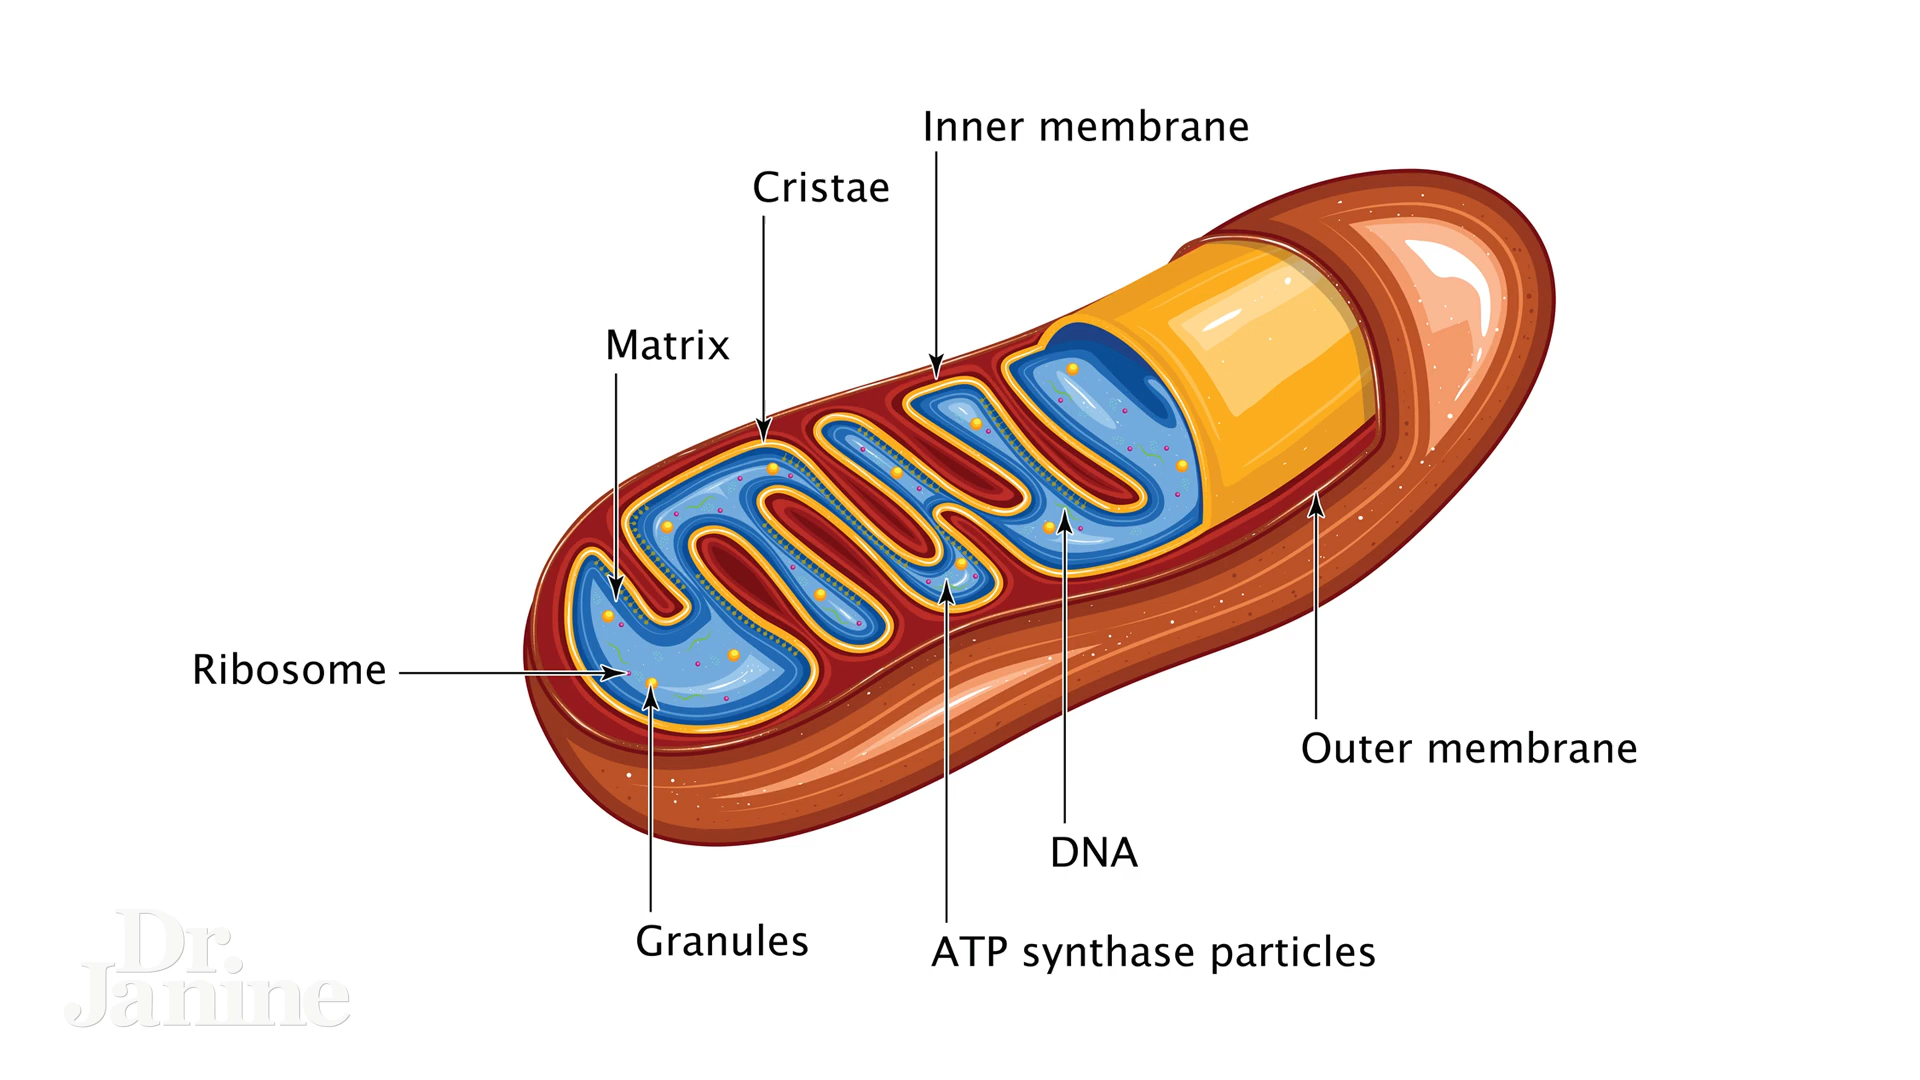 Inner membrane
Cristae
Matrix
Ribosome
Outer membrane
DNA
Granules
ATP synthase particles
Dr.
Janine